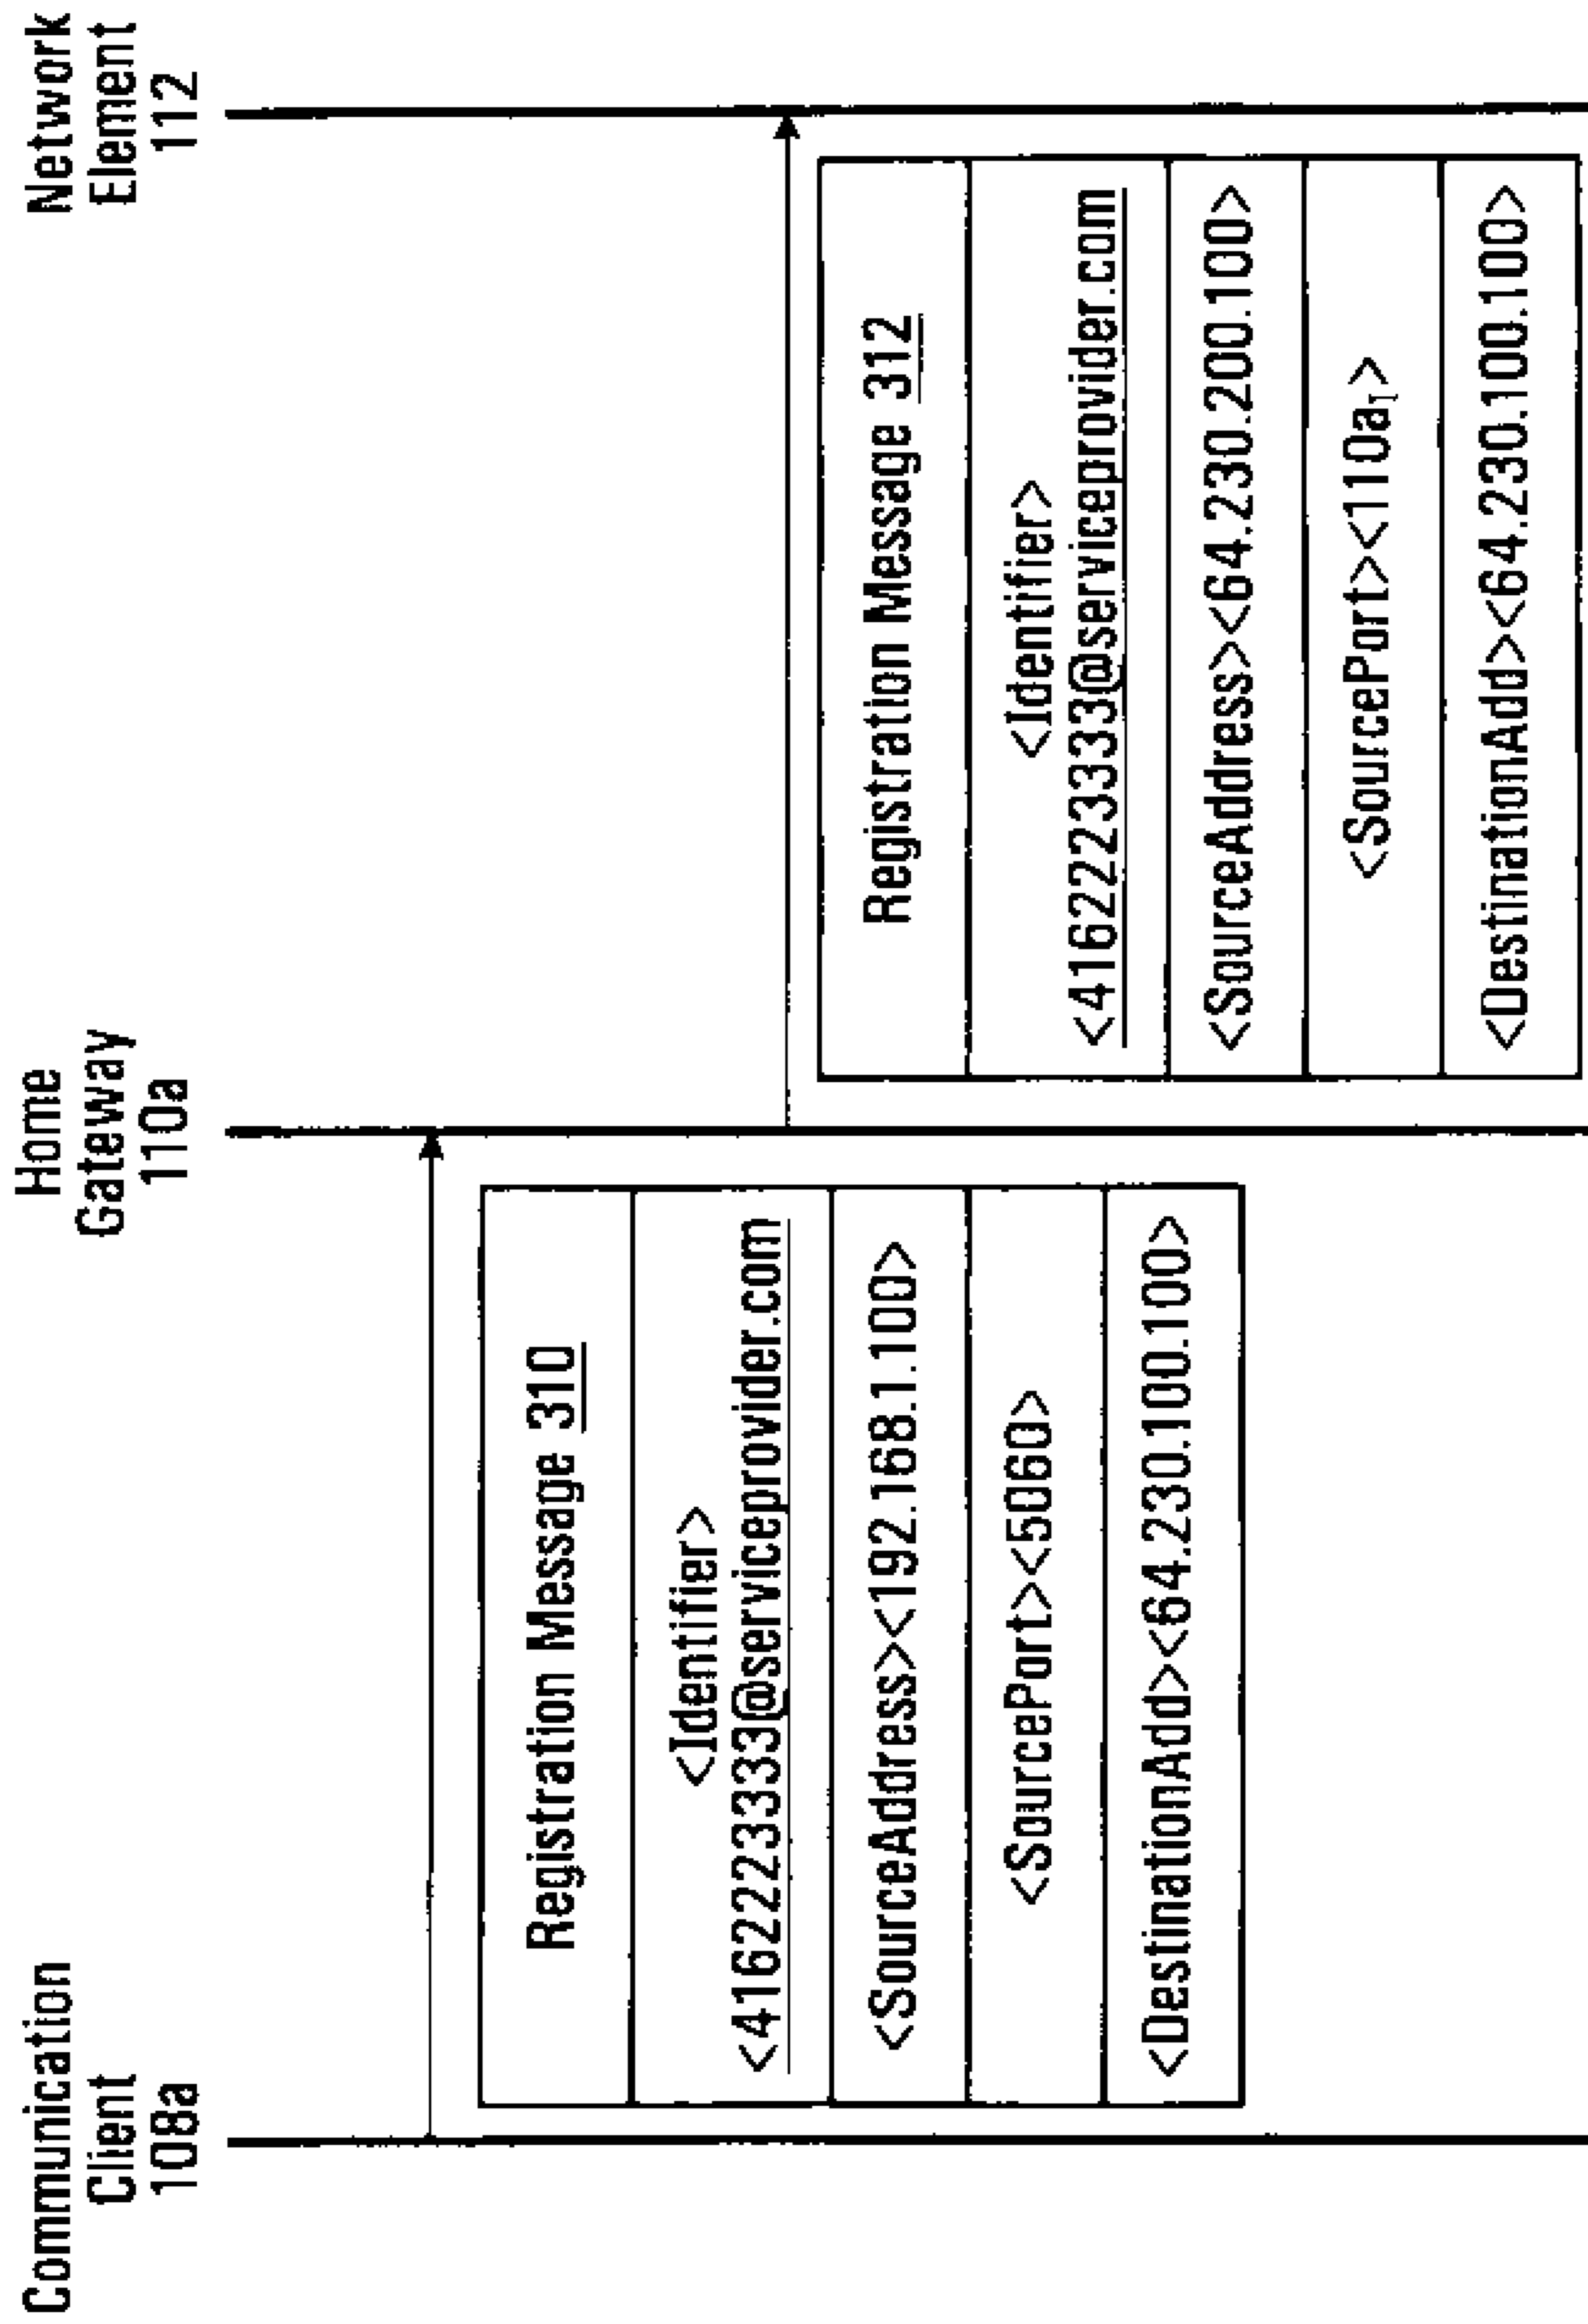 Communication
Client
108a
Home
Gateway
110a
Network
Element
112
Registration Message 310
<Identifier>
<4162223333@serviceprovider.com
<SourceAddress><192.168.1.100>
<SourcePort><5060>
<DestinationAdd><64.230.100.100>
Registration Message 312
<Identifier>
<4162223333@serviceprovider.com
<SourceAddress><64.230.200.100>
<SourcePort><110a₁>
<DestinationAdd><64.230.100.100>